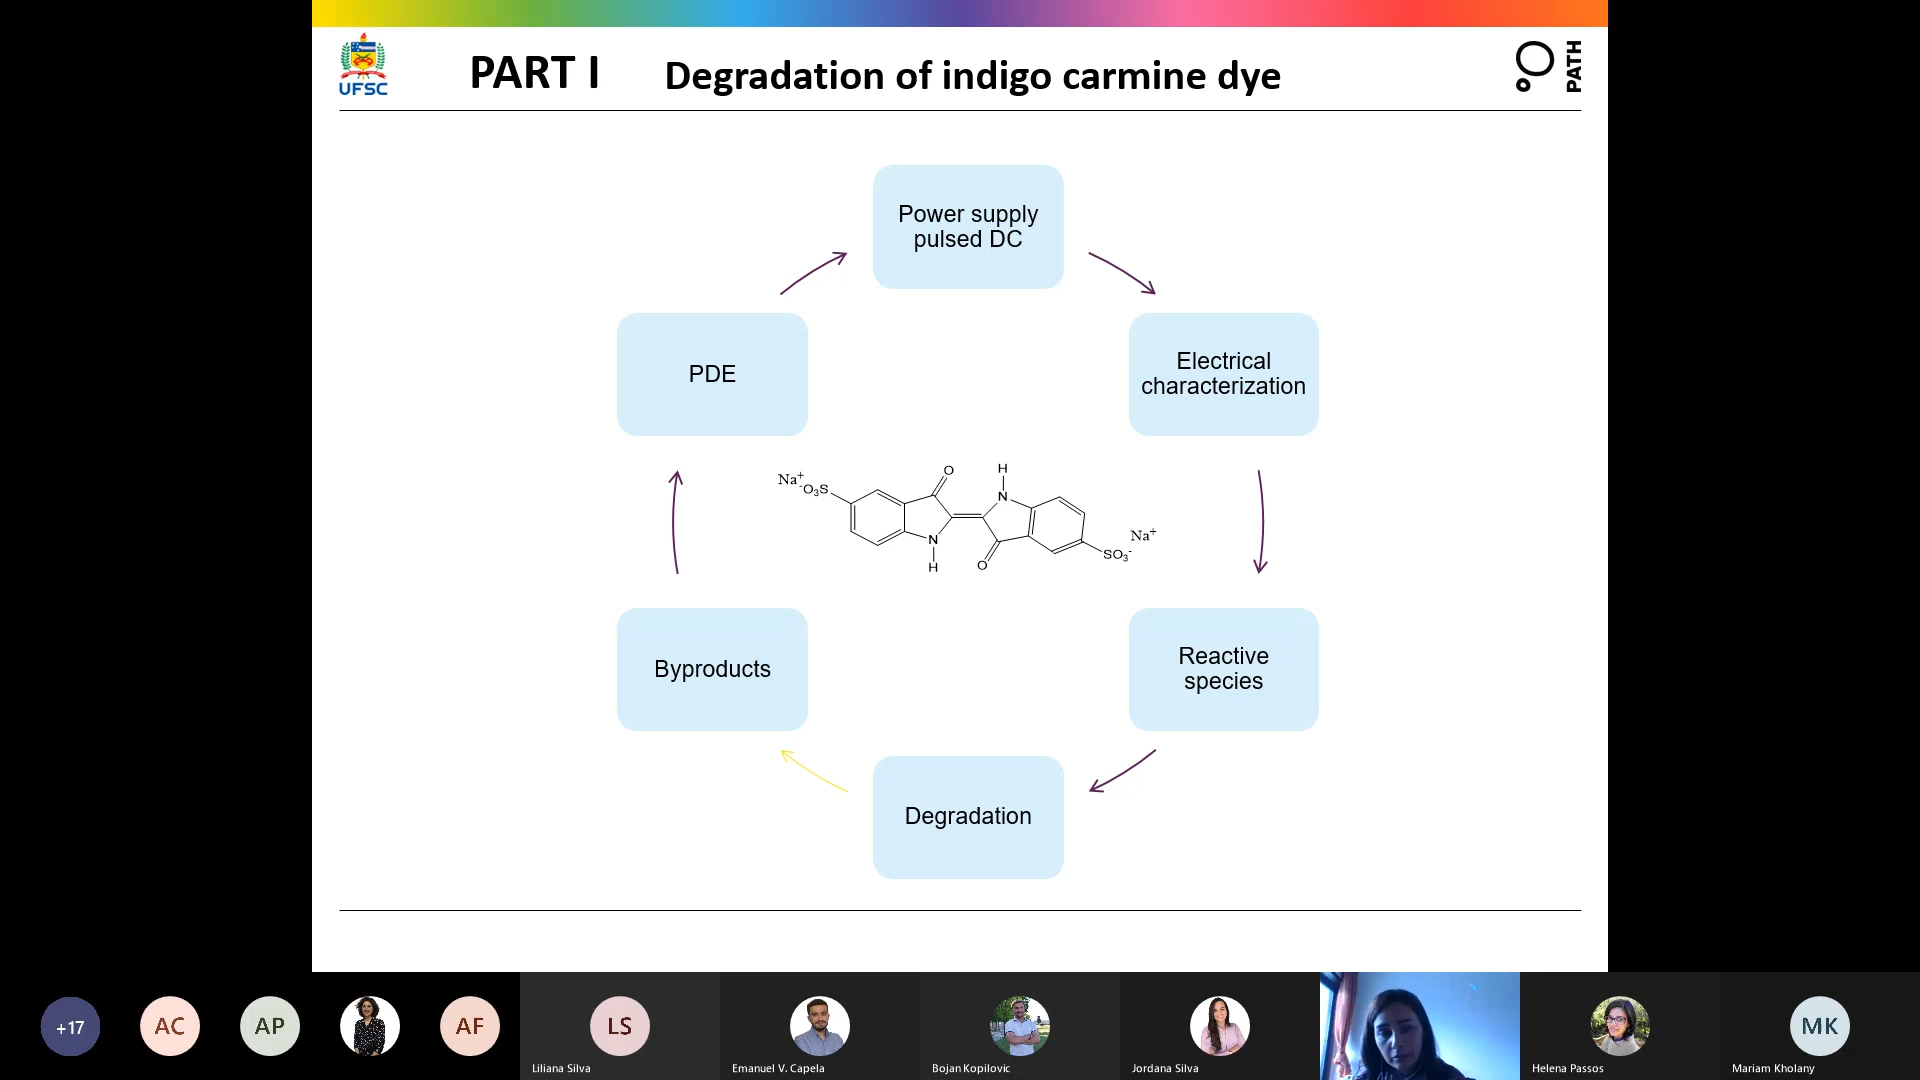 UFSC
PART I
Degradation of indigo carmine dye
PATH
Power supply
pulsed DC
Electrical
characterization
Reactive
species
Degradation
Byproducts
PDE
Na+
-O3S
O
H
N
N
H
O
Na+
SO3-
+17
AC
AP
AF
LS
Liliana Silva
Emanuel V. Capela
Bojan Kopilovic
Jordana Silva
Helena Passos
MK
Mariam Kholany